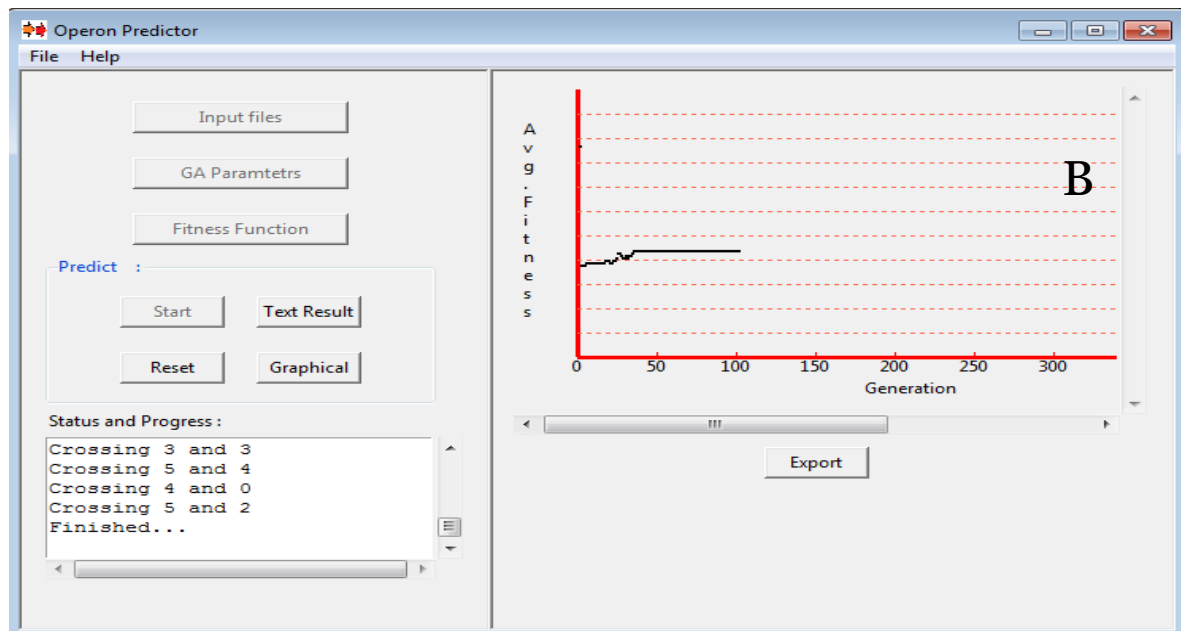 Operon Predictor
File Help
Input files
GA Paramtetrs
Fitness Function
Predict :
Start Text Result
Reset Graphical
Status and Progress :
Crossing 3 and 3
Crossing 5 and 4
Crossing 4 and 0
Crossing 5 and 2
Finished...
Avg.Fitness
B
0 50 100 150 200 250 300
Generation
Export